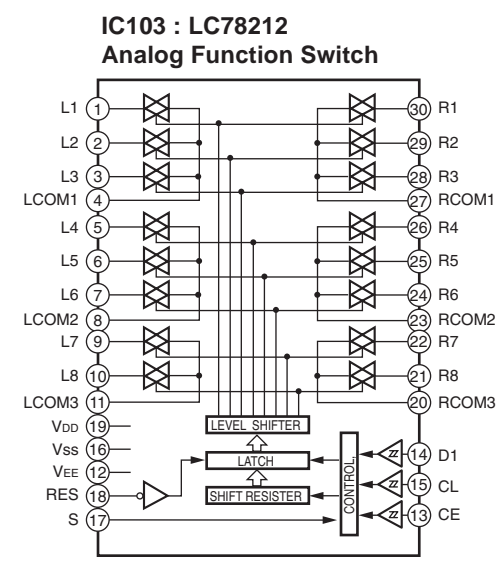 IC103 : LC78212
Analog Function Switch
L1 1 30 R1
L2 2 29 R2
L3 3 28 R3
LCOM1 4 27 RCOM1
L4 5 26 R4
L5 6 25 R5
L6 7 24 R6
LCOM2 8 23 RCOM2
L7 9 22 R7
L8 10 21 R8
LCOM3 11 20 RCOM3
VDD 19 LEVEL SHIFTER
VSS 16 LATCH 14 D1
VEE 12 CONTROL, 15 CL
RES 18 SHIFT RESISTER
S 17 13 CE